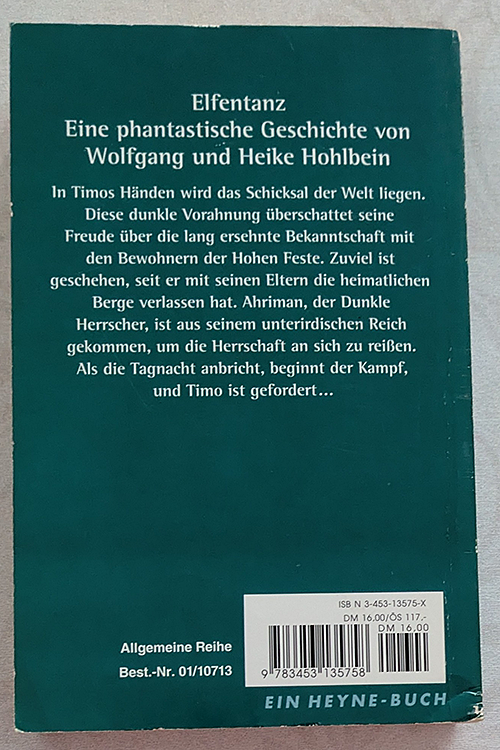 Elfentanz
Eine phantastische Geschichte von
Wolfgang und Heike Hohlbein
In Timos Händen wird das Schicksal der Welt liegen.
Diese dunkle Vorahnung überschattet seine
Freude über die lang ersehnte Bekanntschaft mit
den Bewohnern der Hohen Feste. Zuviel ist
geschehen, seit er mit seinen Eltern die heimatlichen
Berge verlassen hat. Ahriman, der Dunkle
Herrscher, ist aus seinem unterirdischen Reich
gekommen, um die Herrschaft an sich zu reißen.
Als die Tagnacht anbricht, beginnt der Kampf,
und Timo ist gefordert...
ISBN 3-453-13575-X
DM 16,00/ÖS 117,-
DM 16,00
9 783453 135758
Allgemeine Reihe
Best.-Nr. 01/10713
EIN HEYNE-BUCH